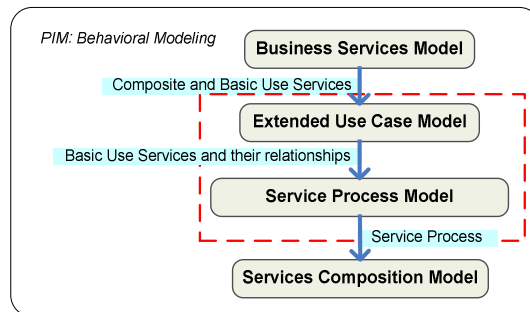 PIM: Behavioral Modeling
Business Services Model
Composite and Basic Use Services
Extended Use Case Model
Basic Use Services and their relationships
Service Process Model
Service Process
Services Composition Model